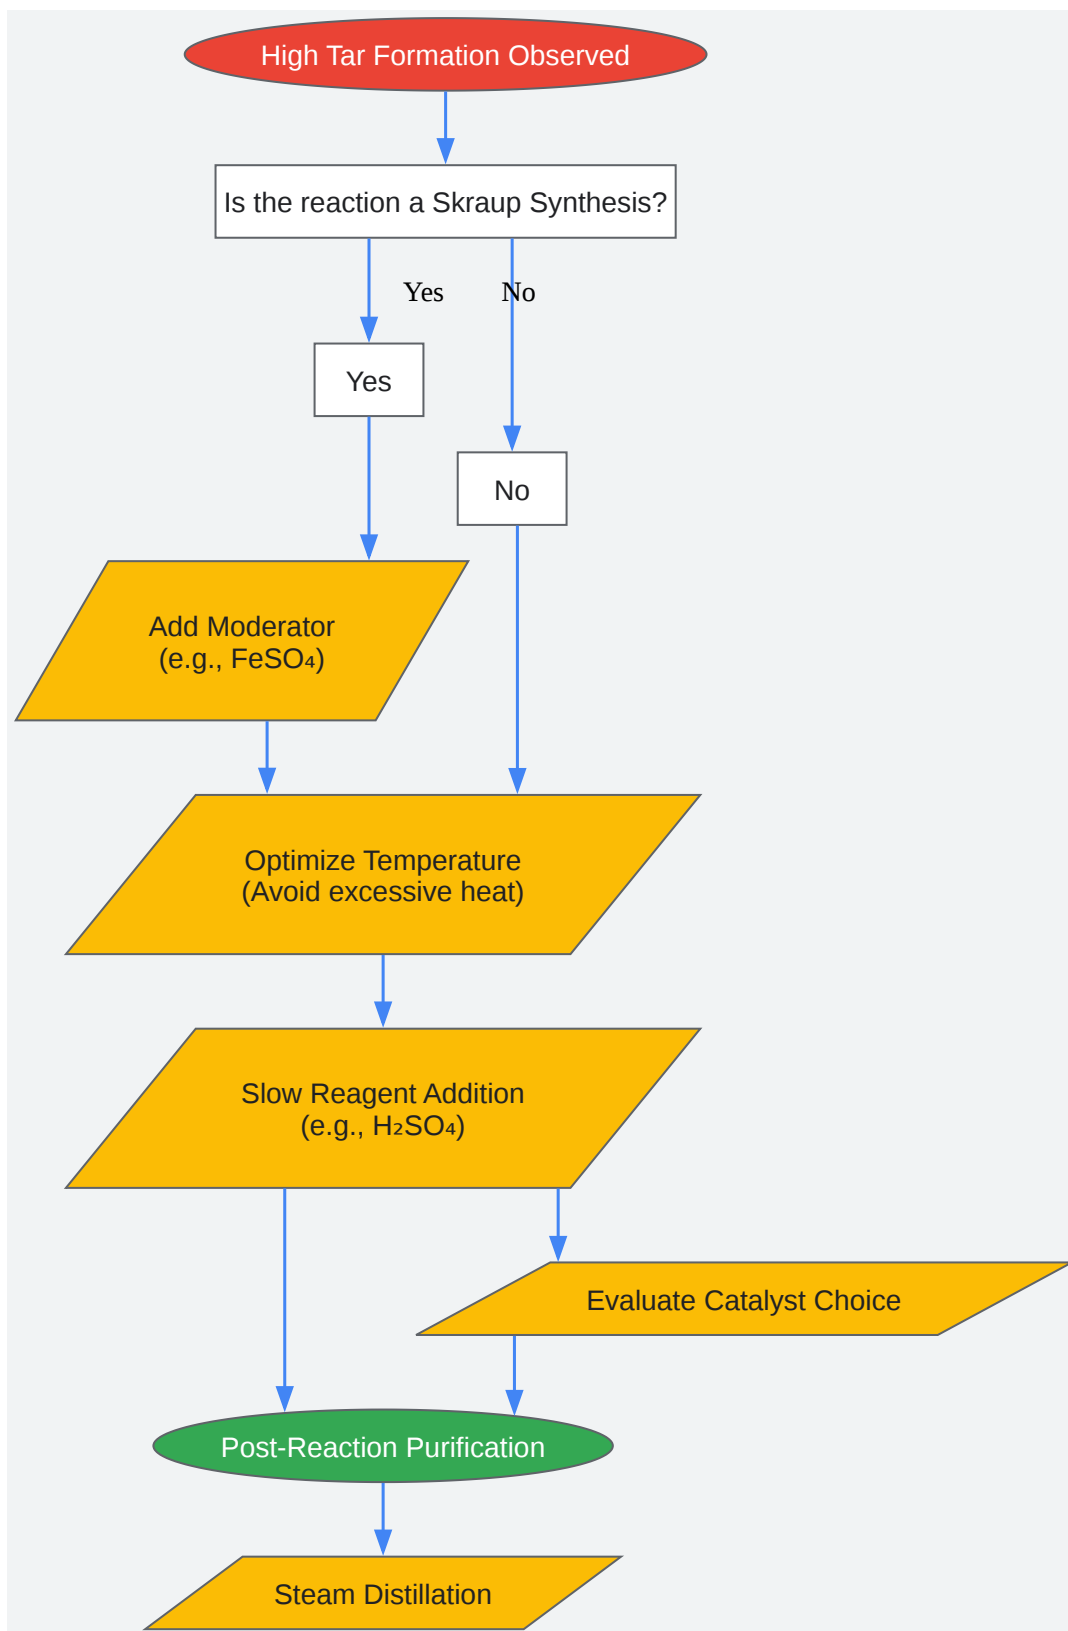 High Tar Formation Observed
Is the reaction a Skraup Synthesis?
Yes
No
Yes
No
Add Moderator
(e.g., FeSO₄)
Optimize Temperature
(Avoid excessive heat)
Slow Reagent Addition
(e.g., H₂SO₄)
Evaluate Catalyst Choice
Post-Reaction Purification
Steam Distillation